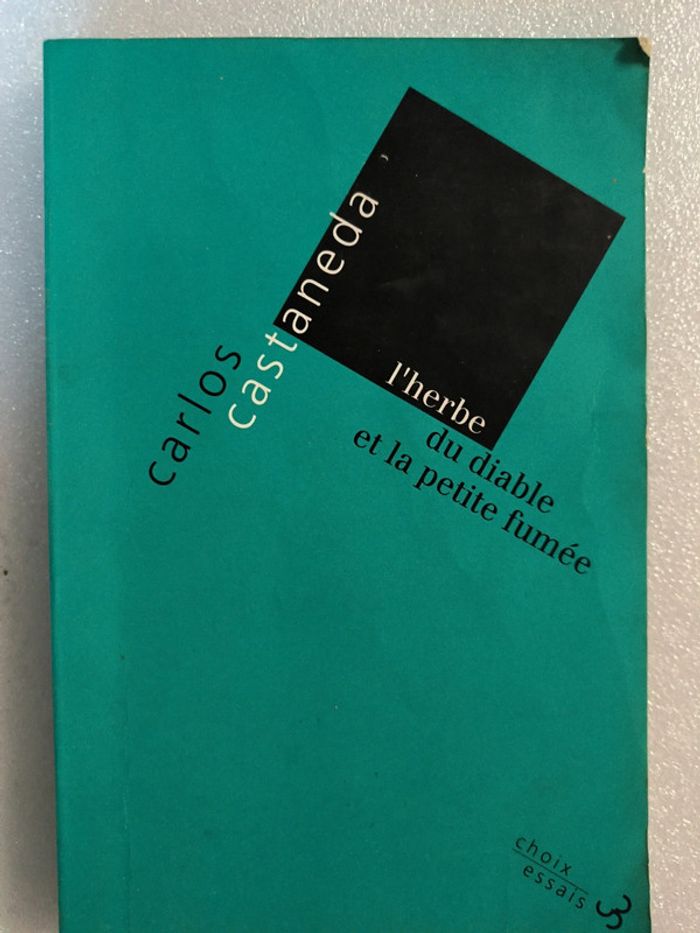 carlos
castaneda
l'herbe
du diable
et la petite fumée
choix
essais